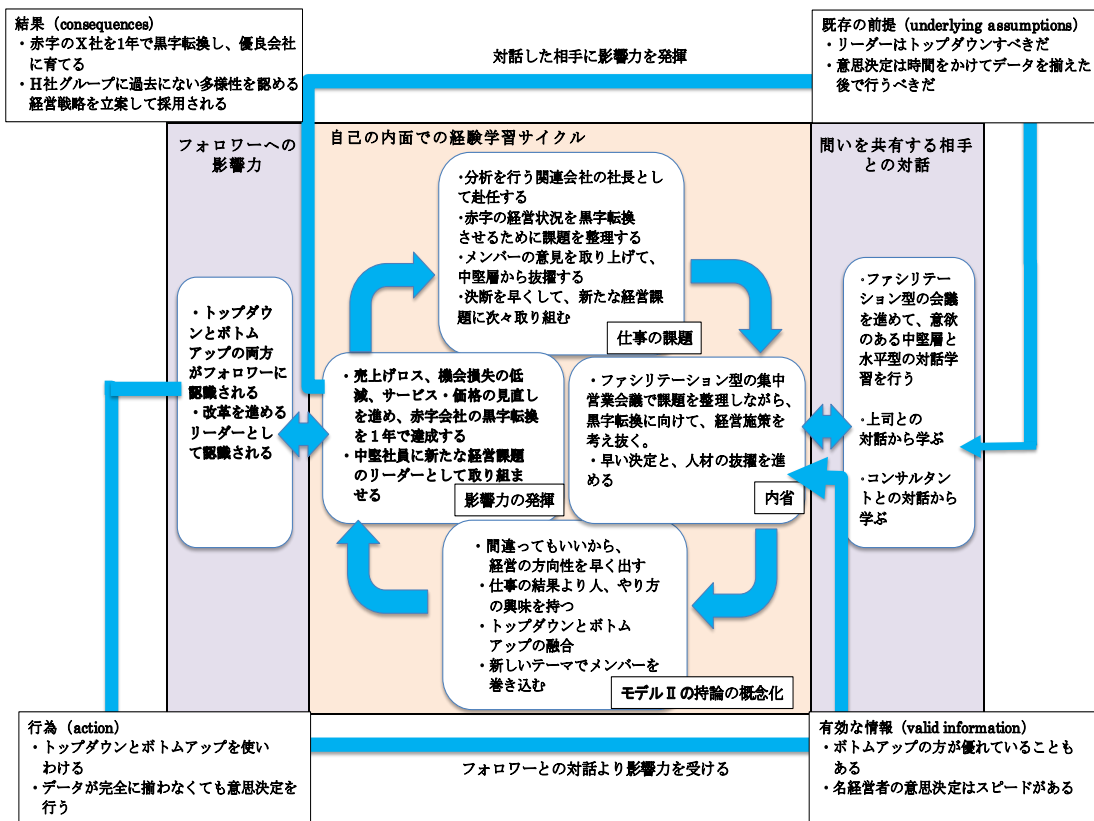 結果（consequences）
・赤字のX社を1年で黒字転換し、優良会社
に育てる
・H社グループに過去にない多様性を認める
経営戦略を立案して採用される
対話した相手に影響力を発揮
既存の前提（underlying assumptions）
・リーダーはトップダウンすべきだ
・意思決定は時間をかけてデータを揃えた
後で行うべきだ
フォロワーへの
影響力
自己の内面での経験学習サイクル
問いを共有する相手
との対話
・分析を行う関連会社の社長とし
て赴任する
・赤字の経営状況を黒字転換
させるために課題を整理する
・メンバーの意見を取り上げて、
中堅層から抜擢する
・決断を早くして、新たな経営課
題に次々取り組む
仕事の課題
・トップダウ
ンとボトム
アップの両方
がフォロワーに
認識される
・改革を進める
リーダーとし
て認識される
・売上げロス、機会損失の低
減、サービス・価格の見直し
を進め、赤字会社の黒字転換
を１年で達成する
・中堅社員に新たな経営課題
のリーダーとして取り組ま
せる
影響力の発揮
・ファシリテーション型の集中
営業会議で課題を整理しながら、
黒字転換に向けて、経営施策を
考え抜く。
・早い決定と、人材の抜擢を進
める
内省
・ファシリテー
ション型の会議
を進めて、意欲
のある中堅層と
水平型の対話学
習を行う
・上司との
対話から学ぶ
・コンサルタン
トとの対話から
学ぶ
・間違ってもいいから、
経営の方向性を早く出す
・仕事の結果より人、やり方
の興味を持つ
・トップダウンとボトム
アップの融合
・新しいテーマでメンバーを
巻き込む
モデルⅡの持論の概念化
行為（action）
・トップダウンとボトムアップを使い
わける
・データが完全に揃わなくても意思決定を
行う
フォロワーとの対話より影響力を受ける
有効な情報（valid information）
・ボトムアップの方が優れていることも
ある
・名経営者の意思決定はスピードがある